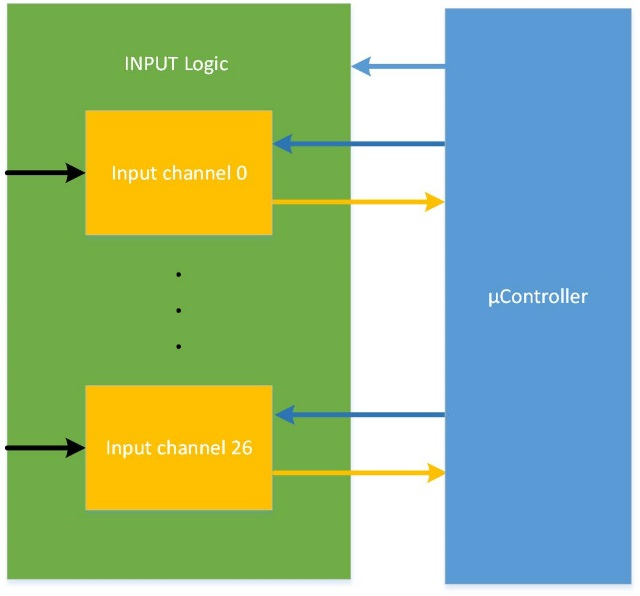 INPUT Logic
Input channel 0
µController
Input channel 26